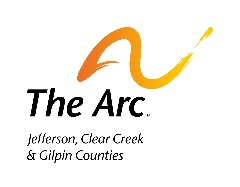 The Arc®
Jefferson, Clear Creek
& Gilpin Counties